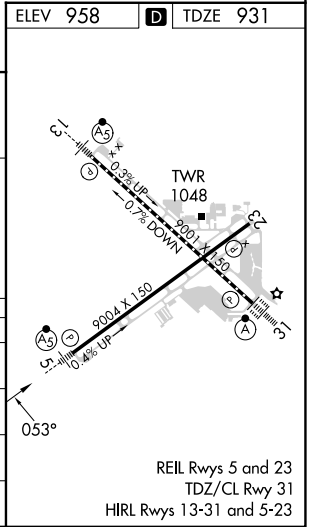 ELEV 958 D TDZE 931
13
A5
P
0.3% UP
0.7% DOWN
TWR
1048
23
9001 X 150
P
9004 X 150
P
A5
P
A
31
5
0.4% UP
053°
REIL Rwys 5 and 23
TDZ/CL Rwy 31
HIRL Rwys 13-31 and 5-23